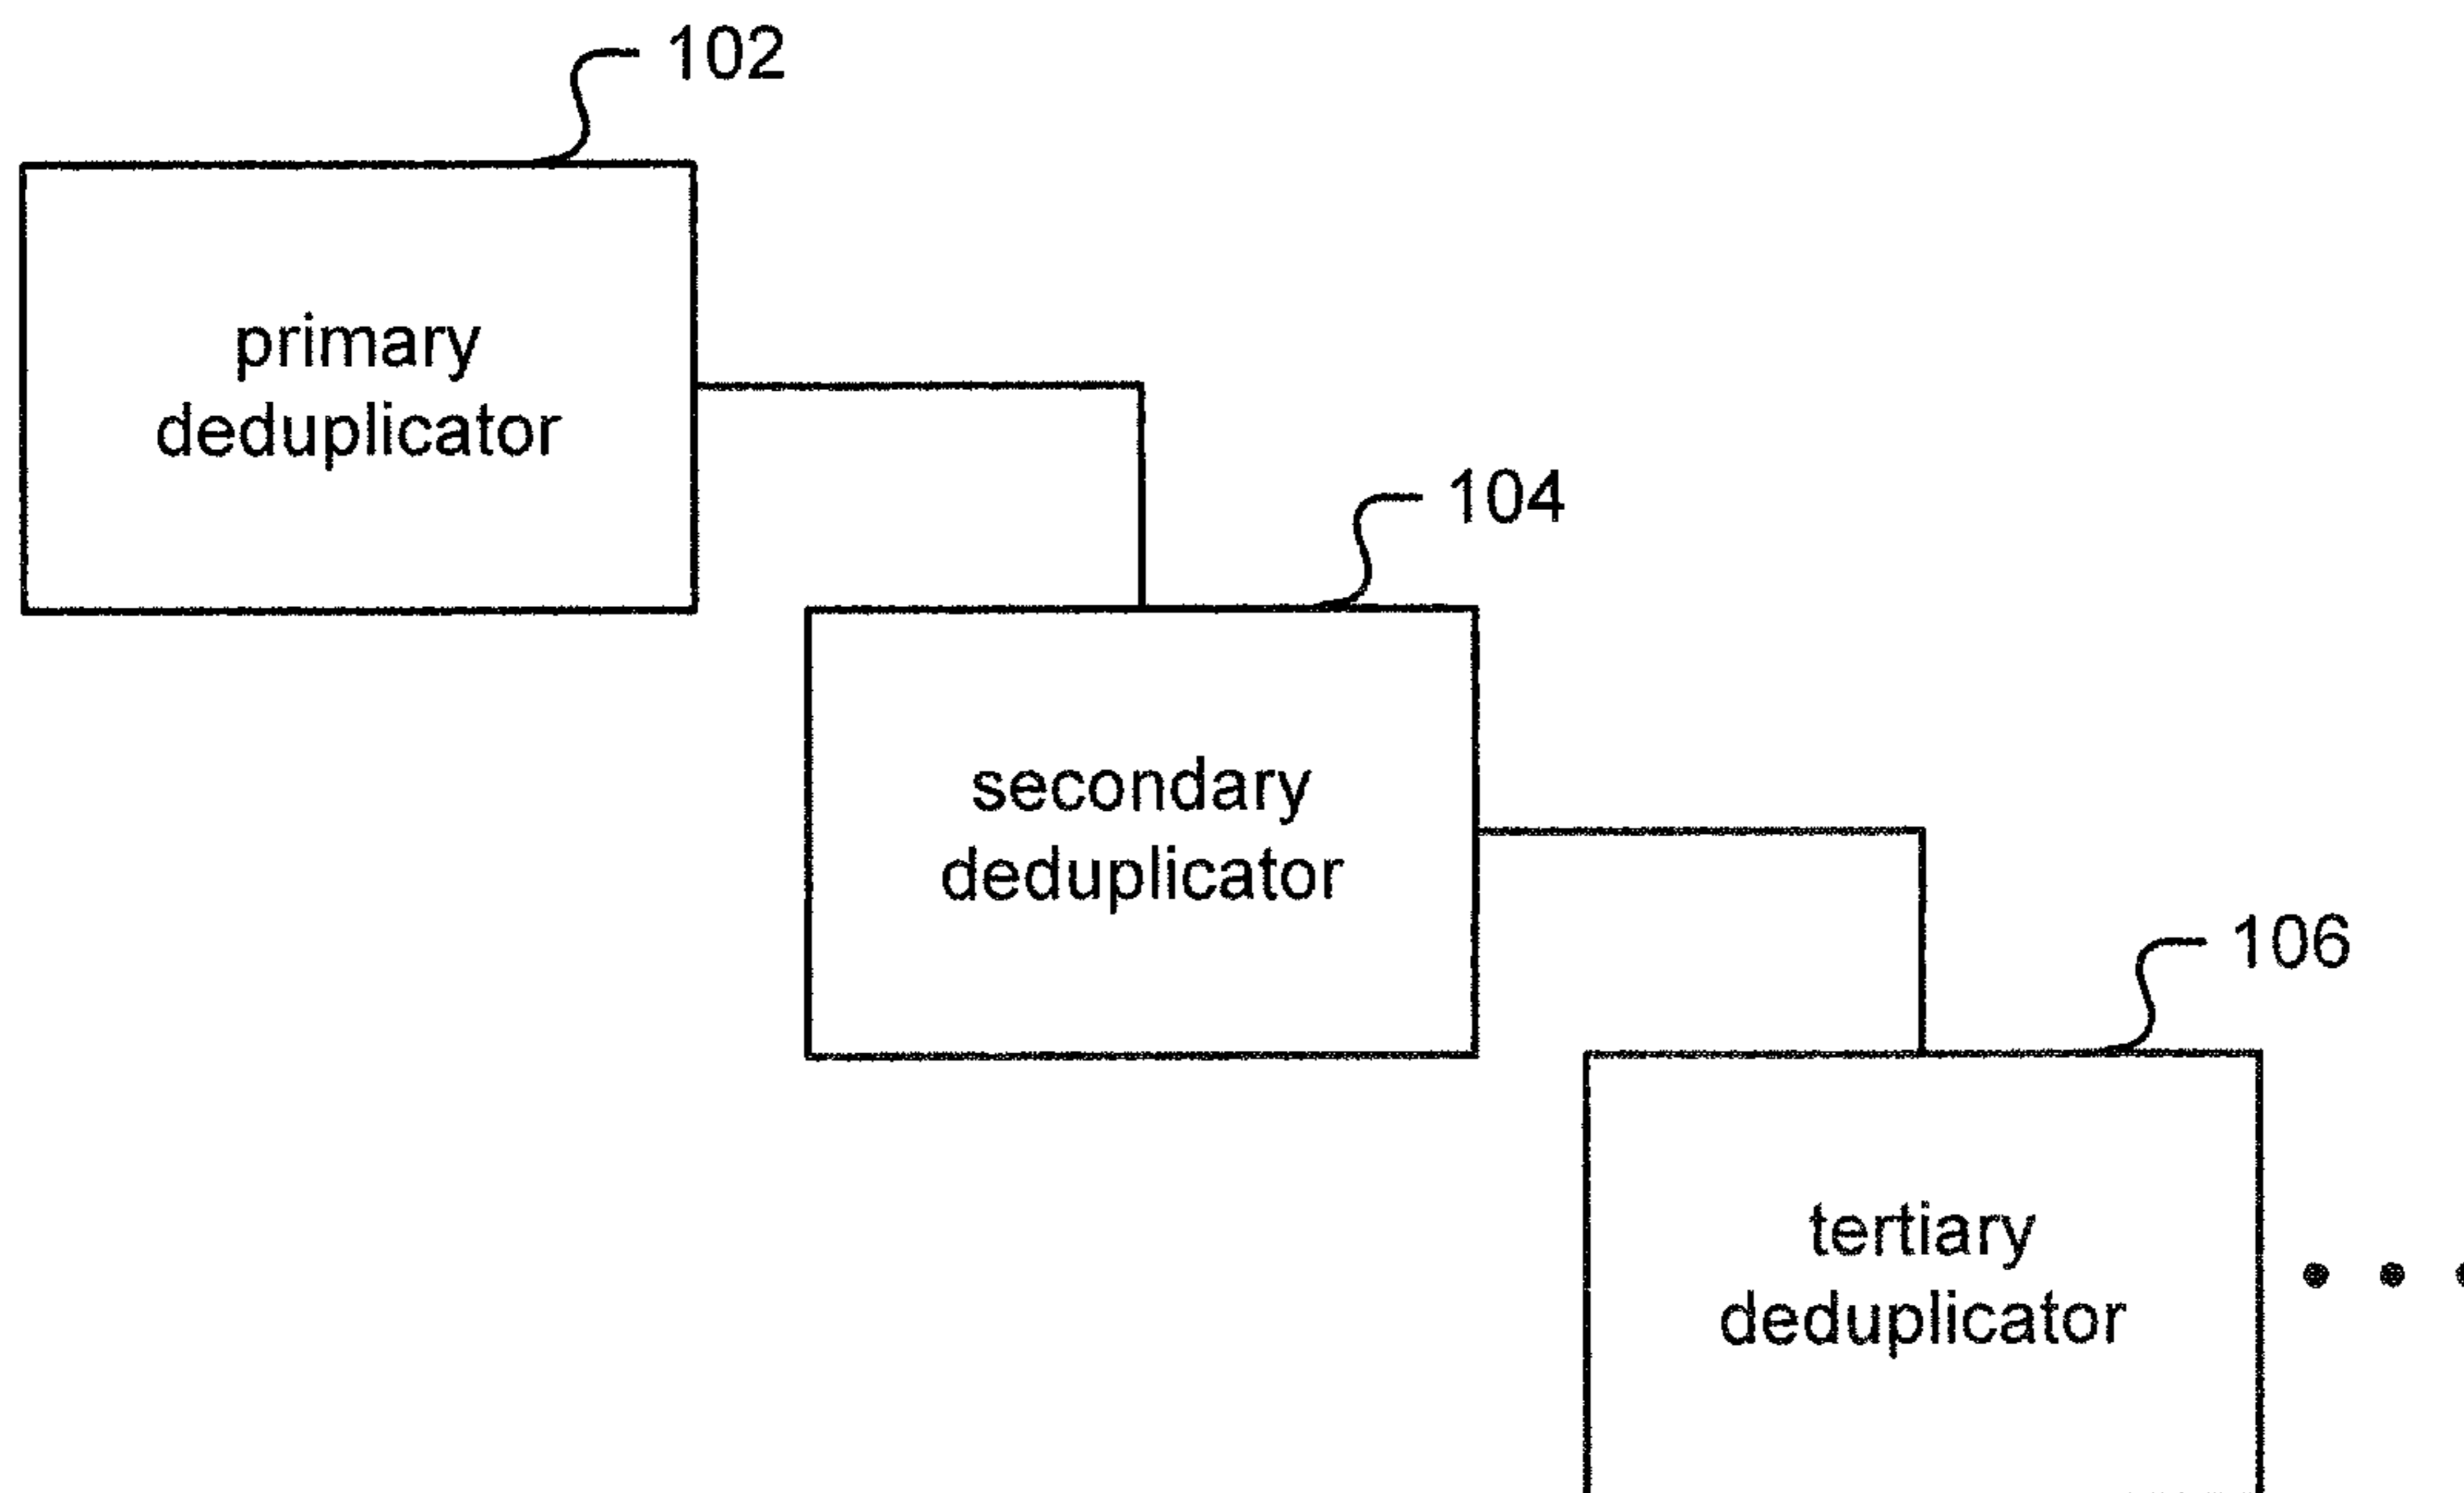 102
primary
deduplicator
104
secondary
deduplicator
106
tertiary
deduplicator